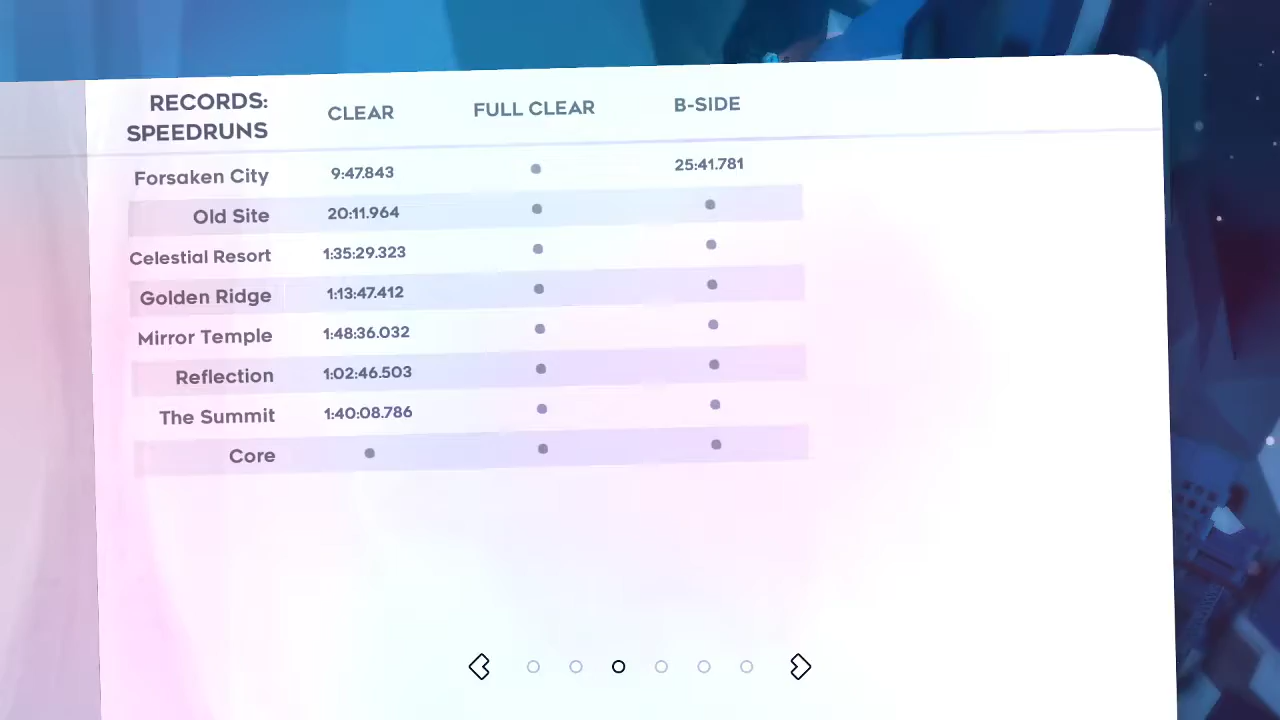 RECORDS:
SPEEDRUNS
CLEAR FULL CLEAR B-SIDE
Forsaken City 9:47.843 25:41.781
Old Site 20:11.964
Celestial Resort 1:35:29.323
Golden Ridge 1:13:47.412
Mirror Temple 1:48:36.032
Reflection 1:02:46.503
The Summit 1:40:08.786
Core